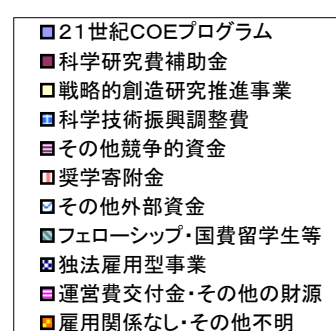 21世紀COEプログラム
科学研究費補助金
戦略的創造研究推進事業
科学技術振興調整費
その他競争的資金
奨学寄附金
その他外部資金
フェローシップ・国費留学生等
独法雇用型事業
運営費交付金・その他の財源
雇用関係なし・その他不明